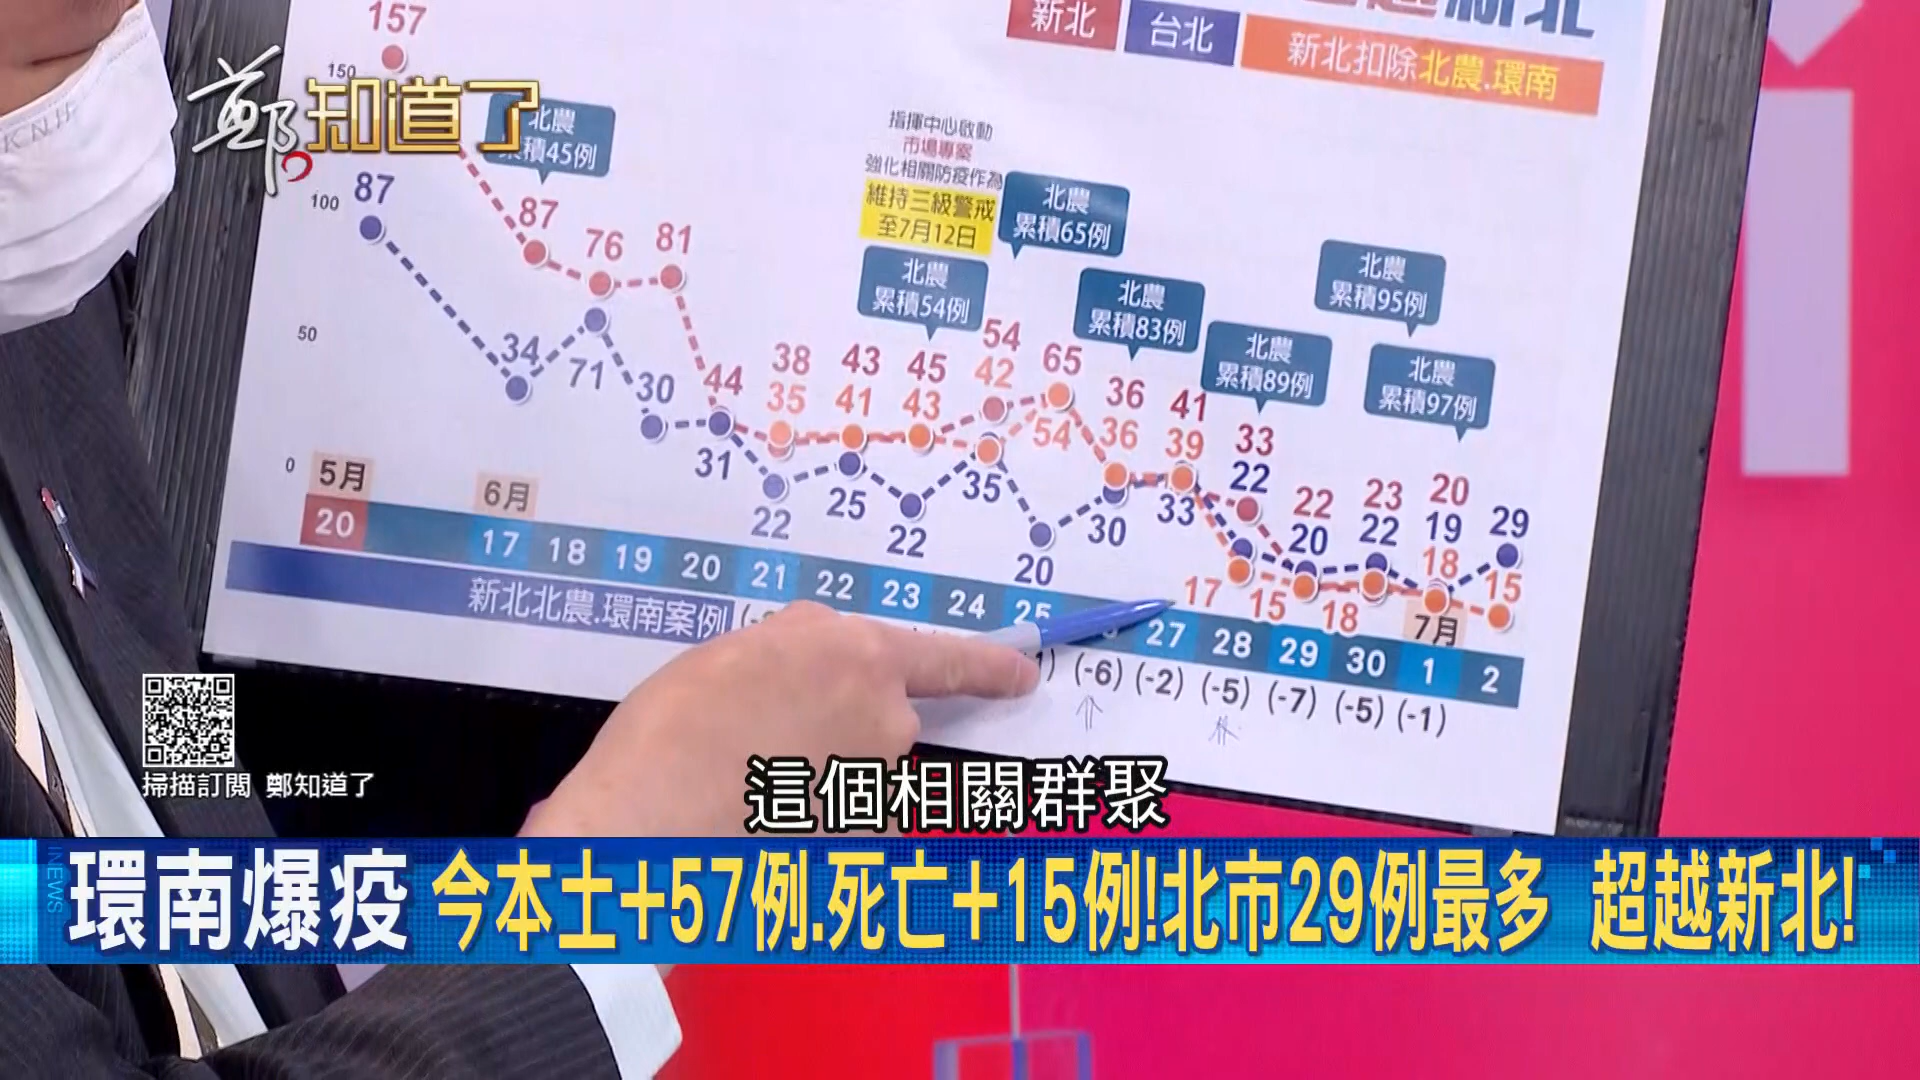 157
新北
台北
新北扣除北農.環南
150
鄭知道了
北農
累積45例
KNH
87
100
指揮中心啟動
市場專案
強化相關防疫作為
維持三級警戒
至7月12日
北農
累積65例
87
76
81
北農
累積54例
北農
累積83例
北農
累積95例
50
34
71
30
44
38
35
43
41
45
43
54
42
65
54
36
36
41
39
北農
累積89例
北農
累積97例
31
22
25
22
35
20
30
33
33
22
22
20
23
22
20
19
18
29
15
17
15
18
0
5月
6月
7月
20
17
18
19
20
21
22
23
24
25
27
28
29
30
1
2
新北北農.環南案例
(-6)
(-2)
(-5)
(-7)
(-5)
(-1)
掃描訂閱 鄭知道了
這個相關群聚
NEWS
環南爆疫
今本土+57例.死亡+15例!北市29例最多 超越新北!